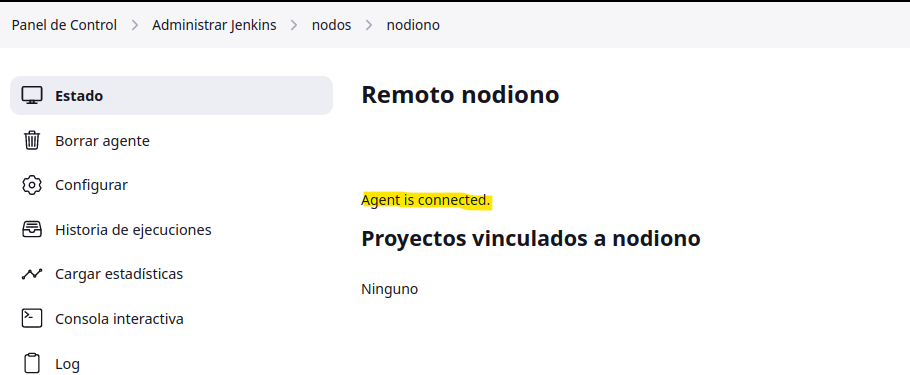 Panel de Control > Administrar Jenkins > nodos > nodiono
Estado
Borrar agente
Configurar
Historia de ejecuciones
Cargar estadísticas
Consola interactiva
Log
Remoto nodiono
Agent is connected.
Proyectos vinculados a nodiono
Ninguno